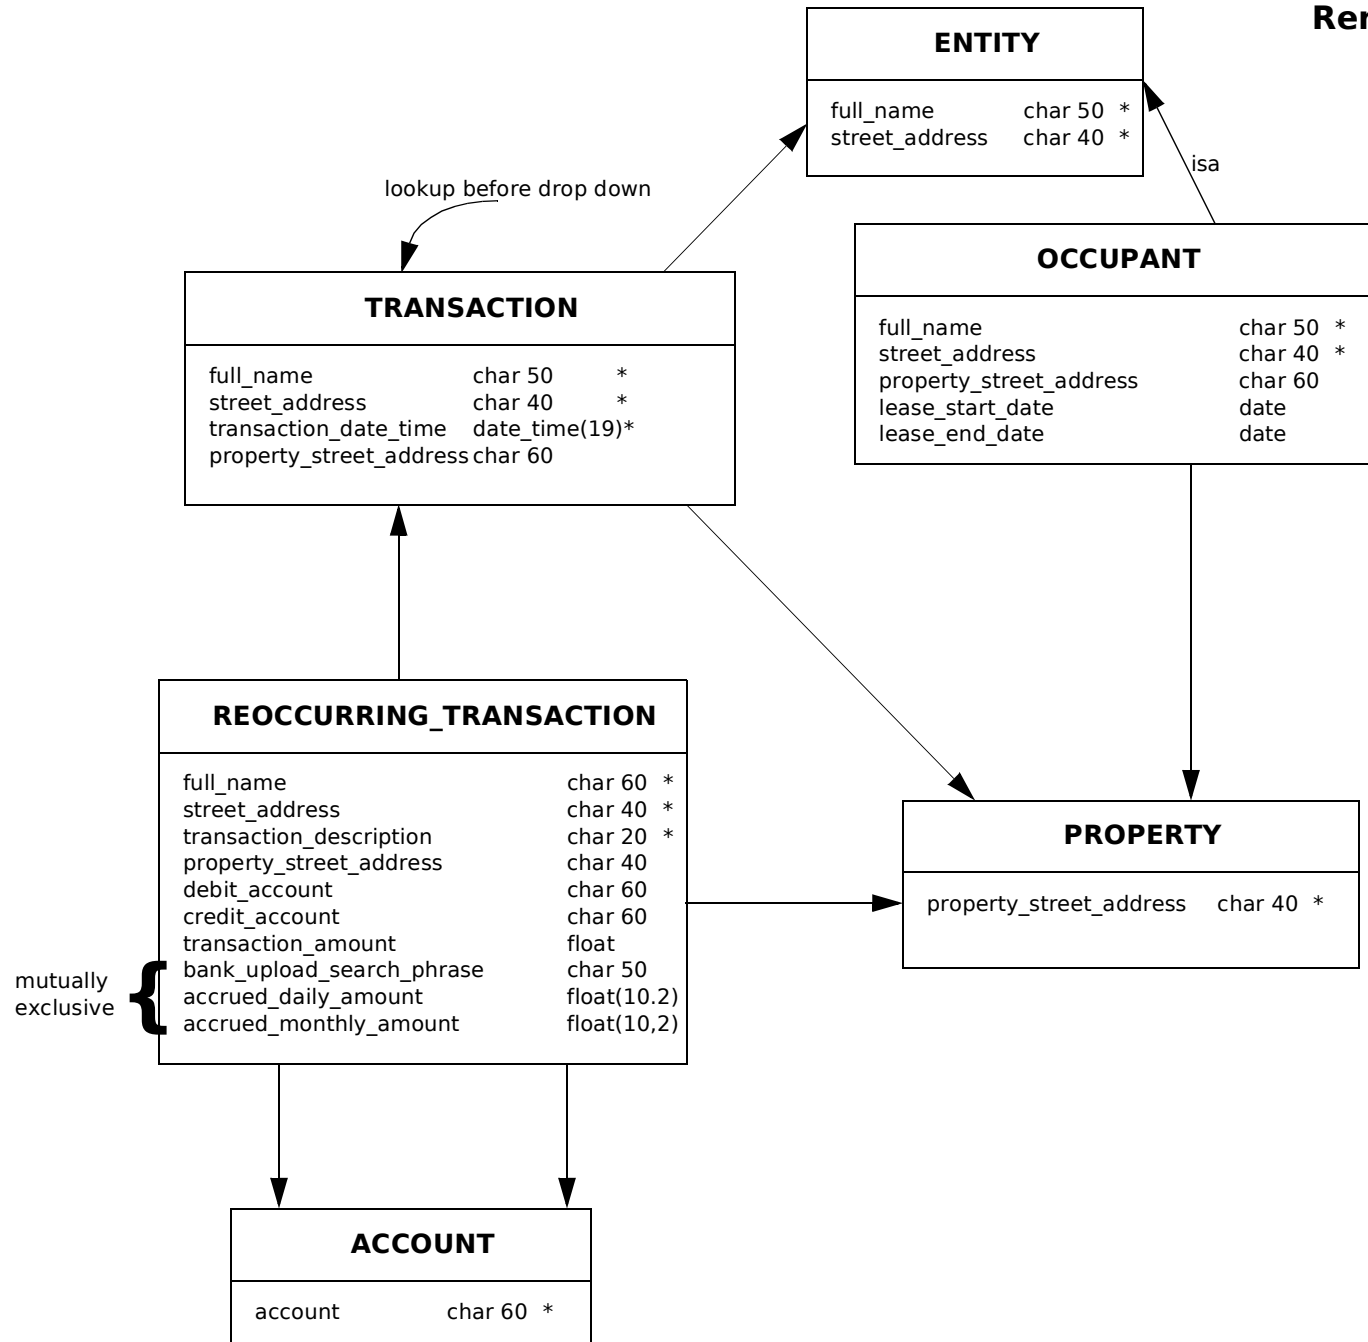 Ren
ENTITY
full_name char 50 *
street_address char 40 *
isa
lookup before drop down
OCCUPANT
full_name char 50 *
street_address char 40 *
property_street_address char 60
lease_start_date date
lease_end_date date
TRANSACTION
full_name char 50 *
street_address char 40 *
transaction_date_time date_time(19)*
property_street_address char 60
REOCCURRING_TRANSACTION
full_name char 60 *
street_address char 40 *
transaction_description char 20 *
property_street_address char 40
debit_account char 60
credit_account char 60
transaction_amount float
bank_upload_search_phrase char 50
accrued_daily_amount float(10.2)
accrued_monthly_amount float(10,2)
mutually
exclusive {
PROPERTY
property_street_address char 40 *
ACCOUNT
account char 60 *